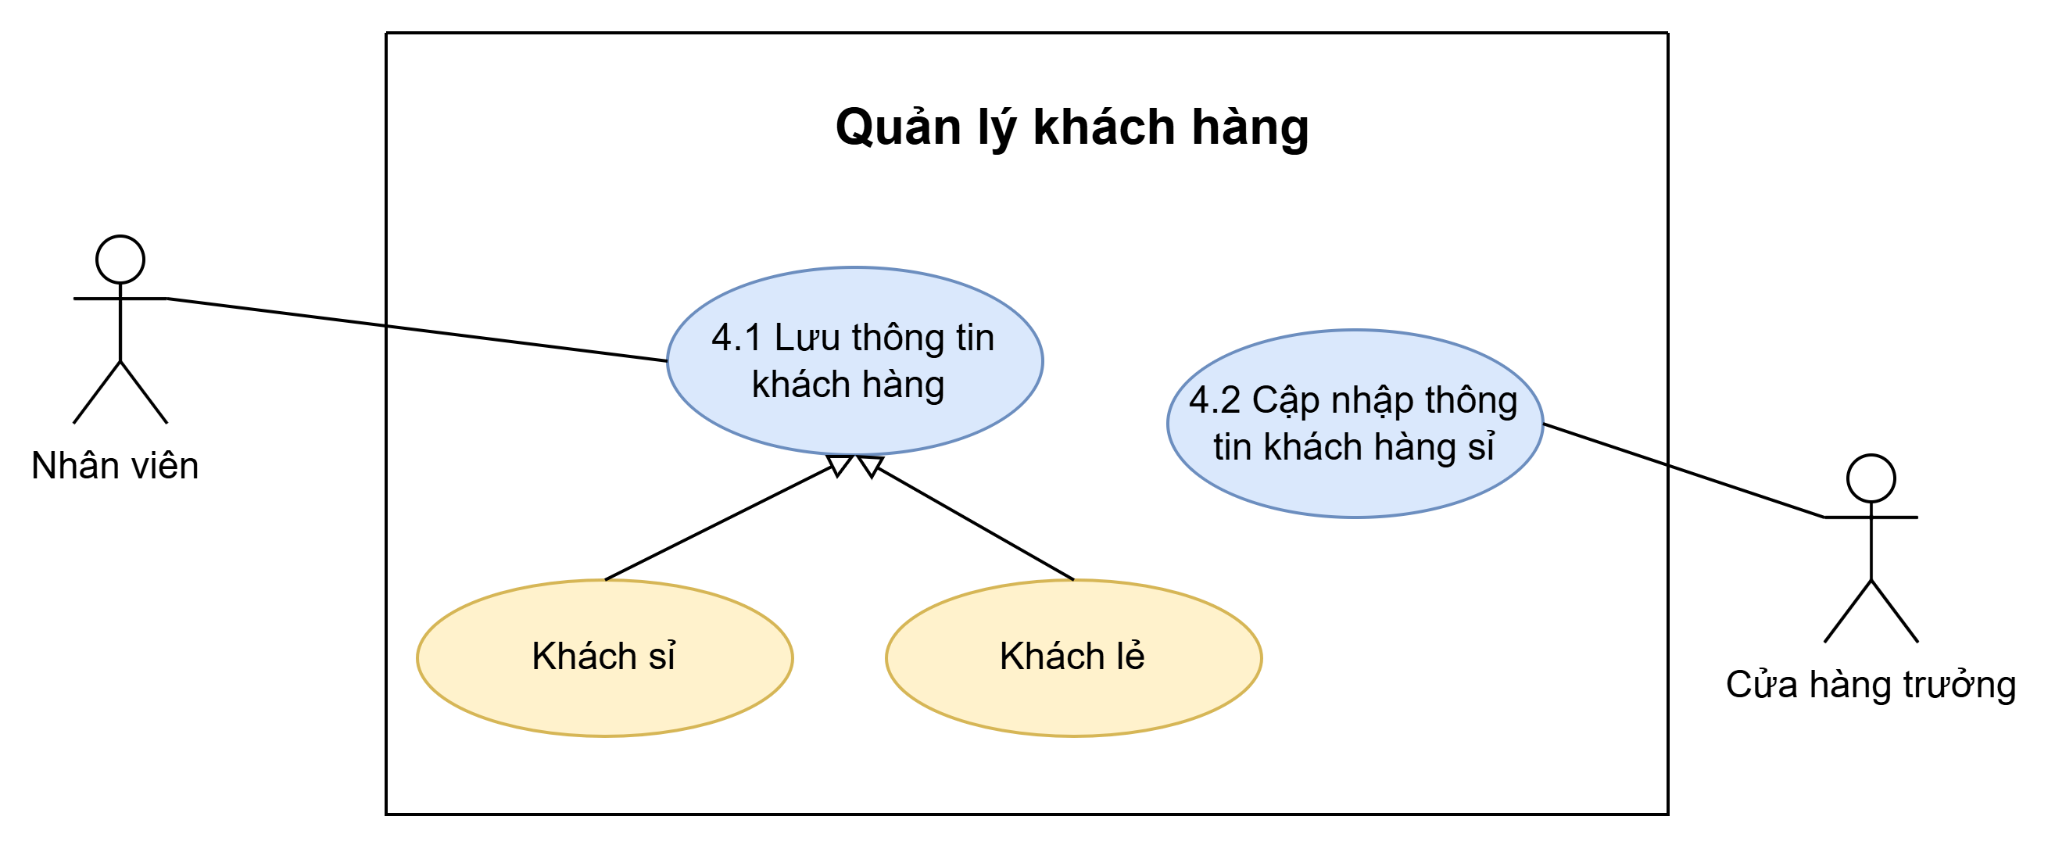 Quản lý khách hàng
4.1 Lưu thông tin
khách hàng
4.2 Cập nhập thông
tin khách hàng sỉ
Nhân viên
Khách sỉ
Khách lẻ
Cửa hàng trưởng